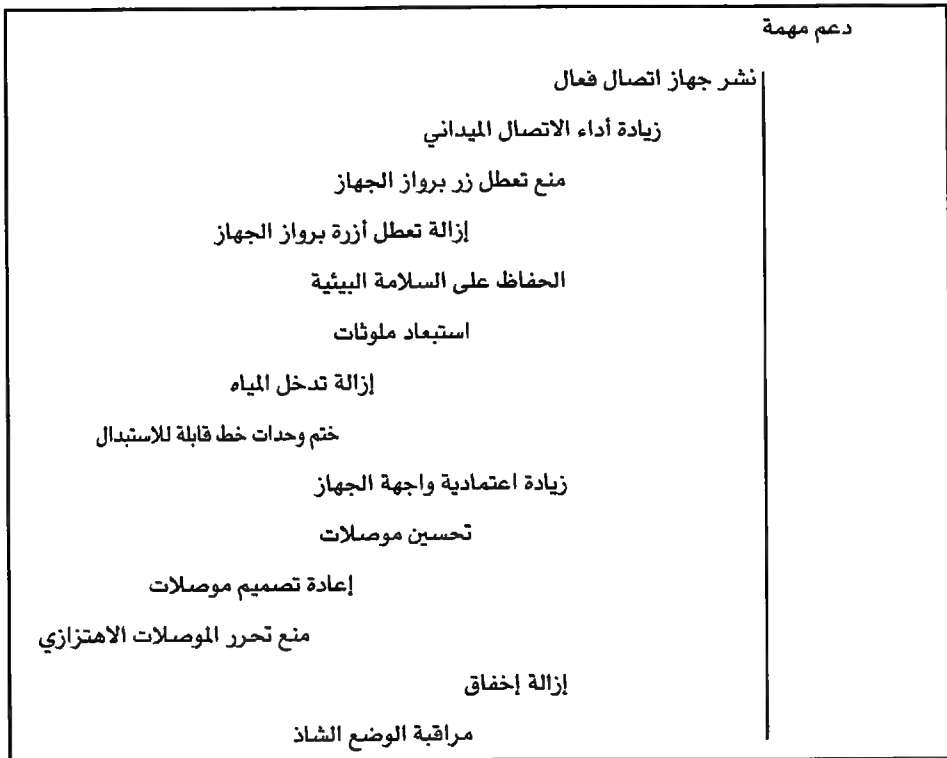 دعم مهمة
نشر جهاز اتصال فعال
زيادة أداء الاتصال الميداني
منع تعطل زر برواز الجهاز
إزالة تعطل أزرة برواز الجهاز
الحفاظ على السلامة البيئية
استبعاد ملوثات
إزالة تدخل المياه
ختم وحدات خط قابلة للاستبدال
زيادة اعتمادية واجهة الجهاز
تحسين موصلات
إعادة تصميم موصلات
منع تحرر الموصلات الاهتزازي
إزالة إخفاق
مراقبة الوضع الشاذ